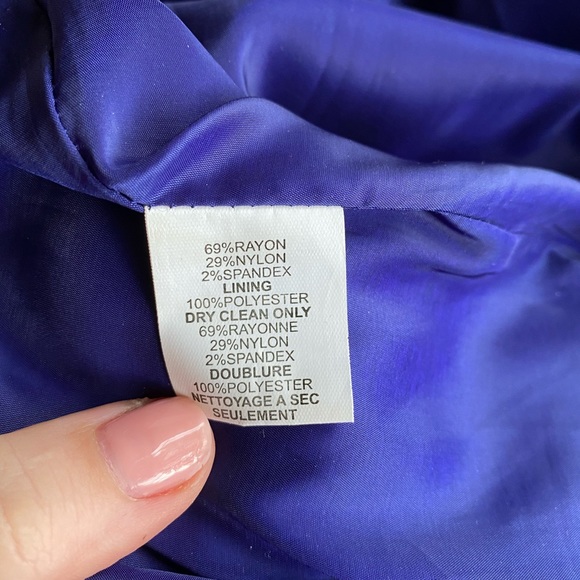 69%RAYON
29%NYLON
2%SPANDEX
LINING
100%POLYESTER
DRY CLEAN ONLY
69%RAYONNE
29%NYLON
2%SPANDEX
DOUBLURE
100%POLYESTER
NETTOYAGE A SEC
SEULEMENT